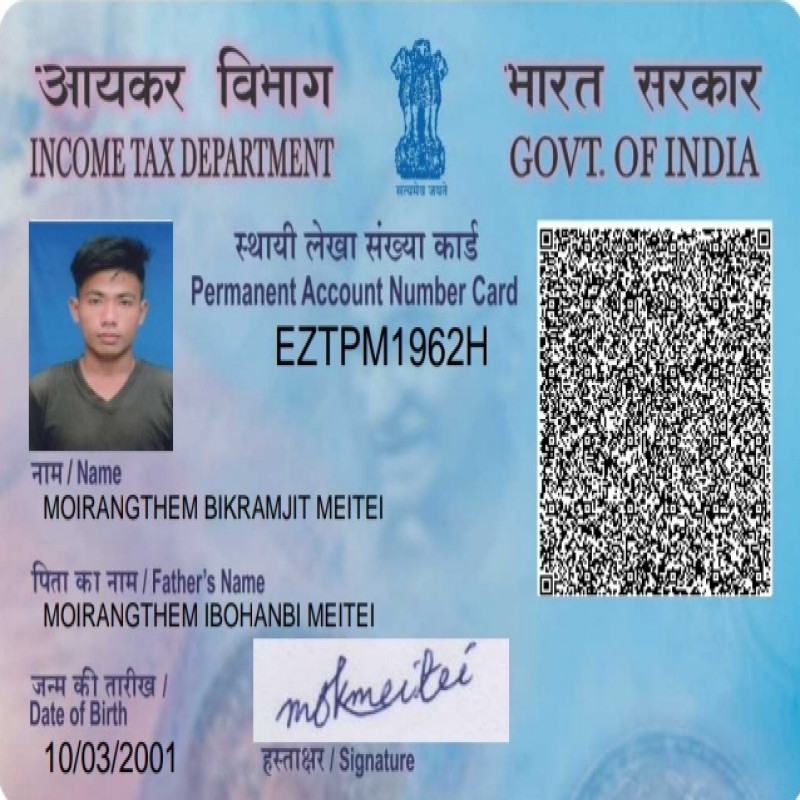 आयकर विभाग
INCOME TAX DEPARTMENT
सत्यमेव जयते
भारत सरकार
GOVT. OF INDIA
स्थायी लेखा संख्या कार्ड
Permanent Account Number Card
EZTPM1962H
नाम / Name
MOIRANGTHEM BIKRAMJIT MEITEI
पिता का नाम / Father's Name
MOIRANGTHEM IBOHANBI MEITEI
जन्म की तारीख /
Date of Birth
10/03/2001
mbkmeitei
हस्ताक्षर / Signature